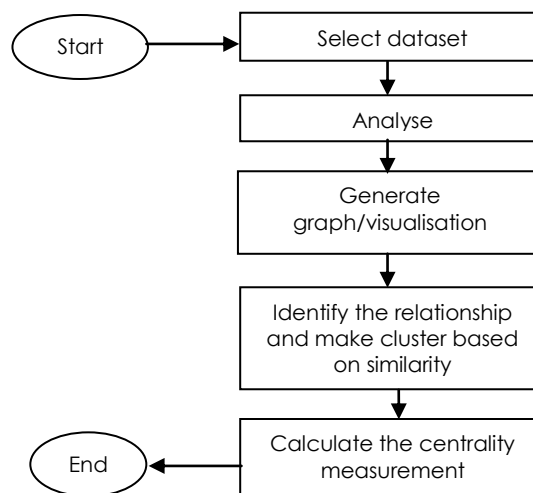 Start
Select dataset
Analyse
Generate
graph/visualisation
Identify the relationship
and make cluster based
on similarity
Calculate the centrality
measurement
End